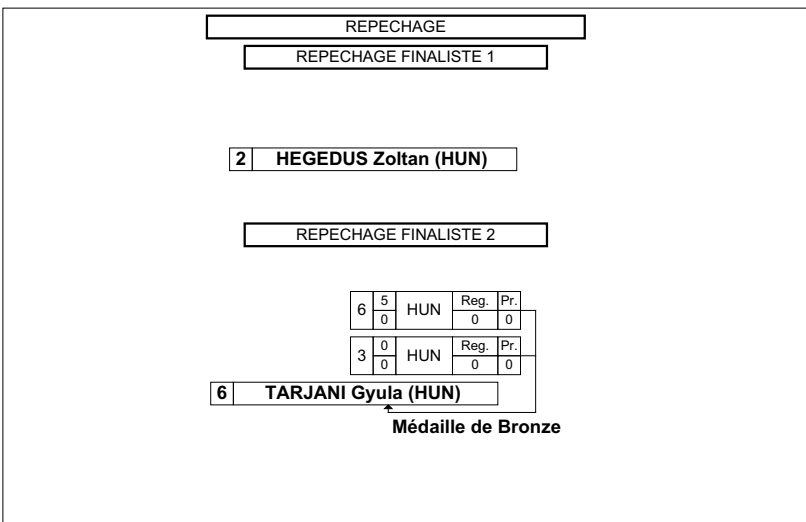 REPECHAGE
REPECHAGE FINALISTE 1
2 HEGEDUS Zoltan (HUN)
REPECHAGE FINALISTE 2
6 5 HUN Reg. Pr.
0 0 0
3 0 HUN Reg. Pr.
0 0 0
6 TARJANI Gyula (HUN)
Médaille de Bronze